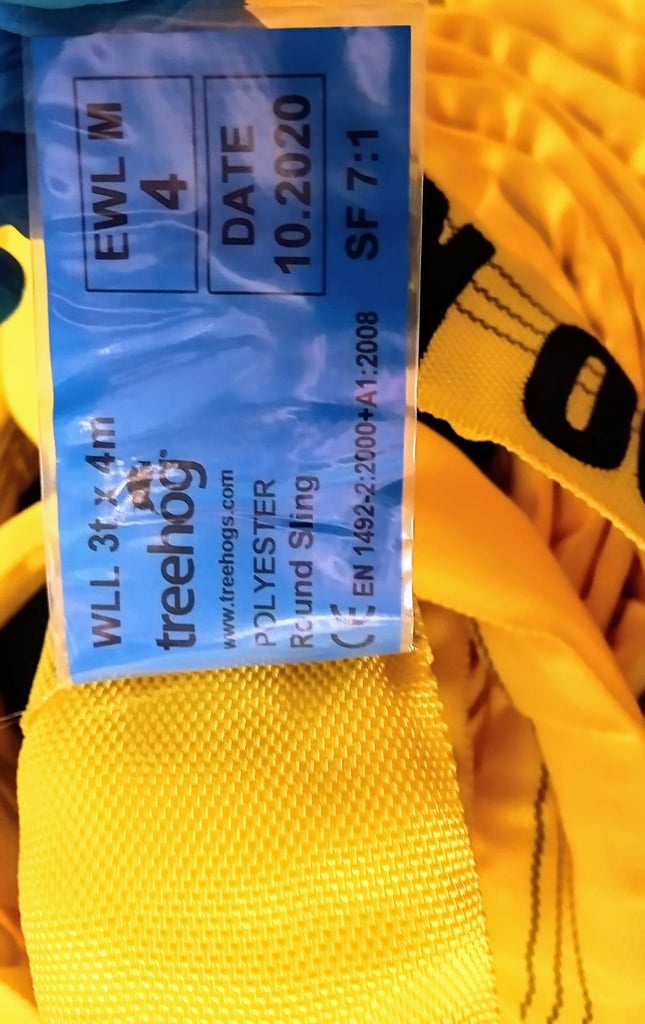 WLL 3t x 4m
treehog®
www.treehogs.com
POLYESTER
Round Sling
CE EN 1492-2:2000+A1:2008
EWL M
4
DATE
10.2020
SF 7:1